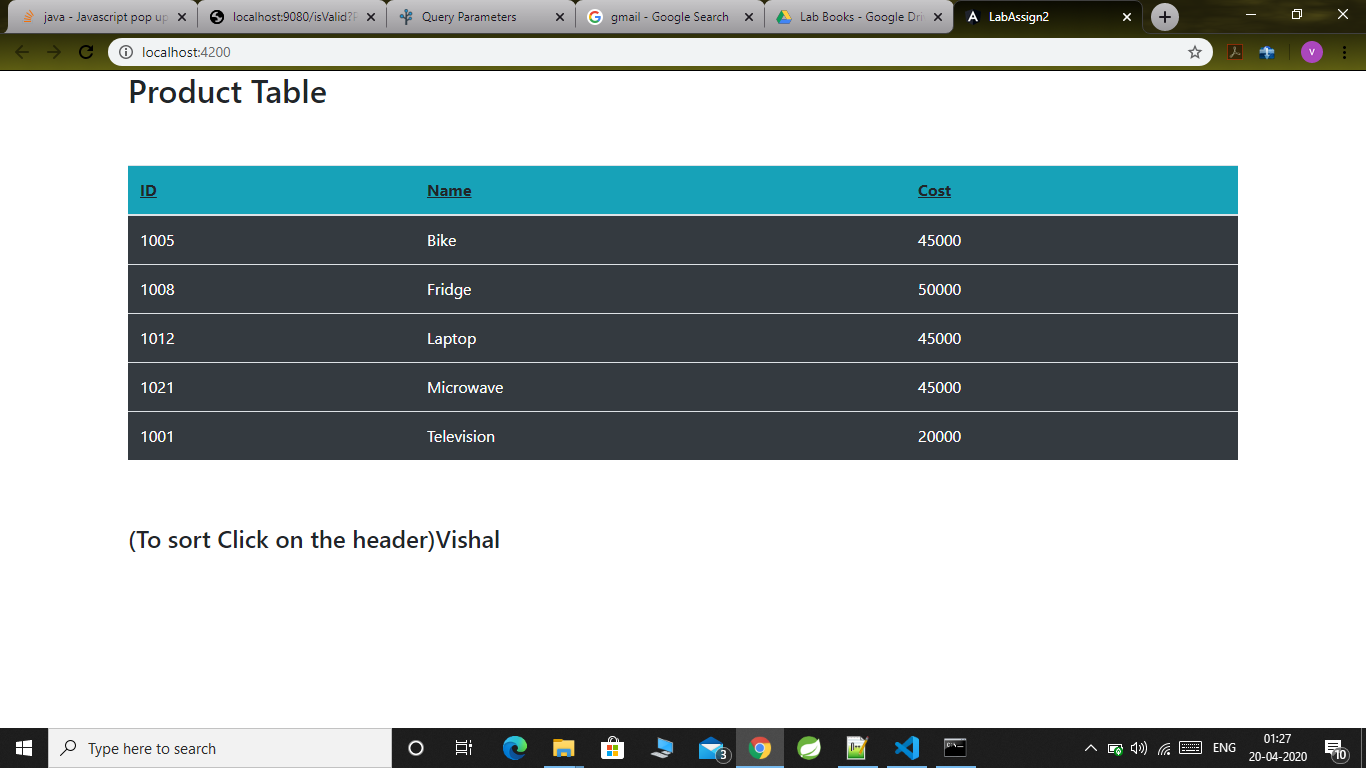 java - Javascript pop up
localhost:9080/isValid?
Query Parameters
gmail - Google Search
Lab Books - Google Dri
LabAssign2
localhost:4200
V
Product Table
ID Name Cost
1005 Bike 45000
1008 Fridge 50000
1012 Laptop 45000
1021 Microwave 45000
1001 Television 20000
(To sort Click on the header)Vishal
Type here to search
3
ENG
01:27
20-04-2020
10